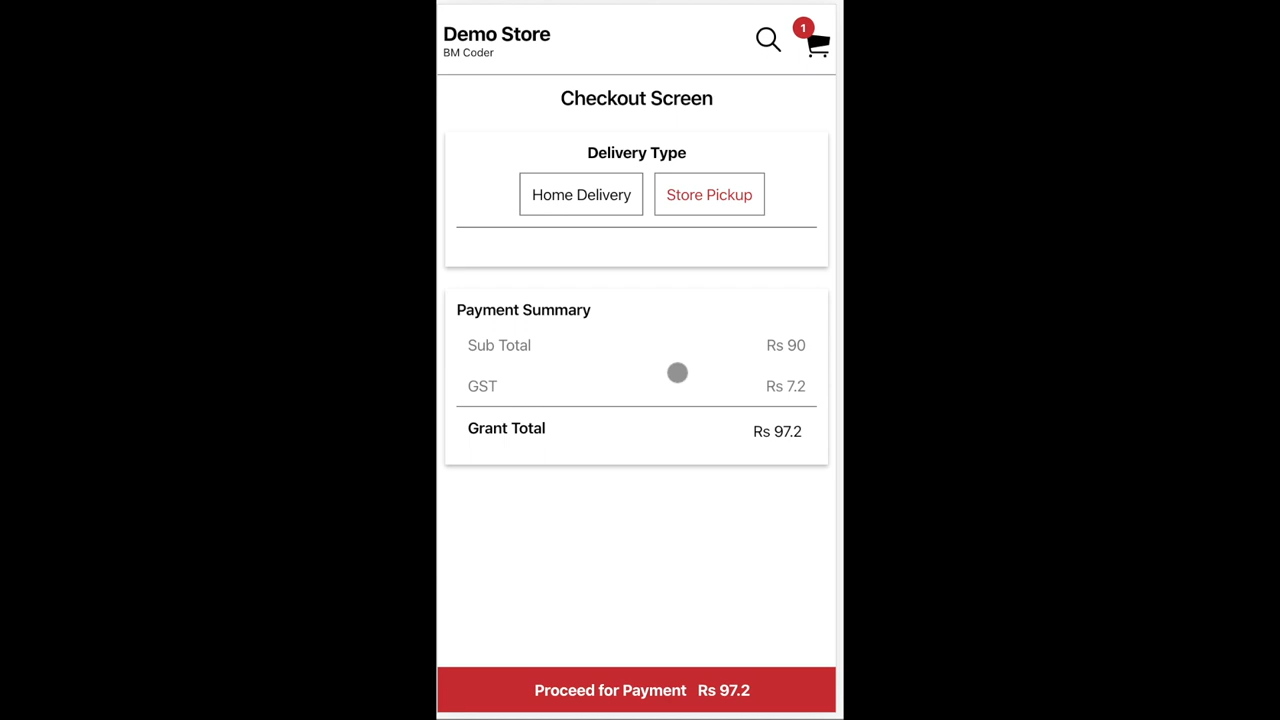 Demo Store
BM Coder
1
Checkout Screen
Delivery Type
Home Delivery Store Pickup
Payment Summary
Sub Total Rs 90
GST Rs 7.2
Grant Total Rs 97.2
Proceed for Payment Rs 97.2